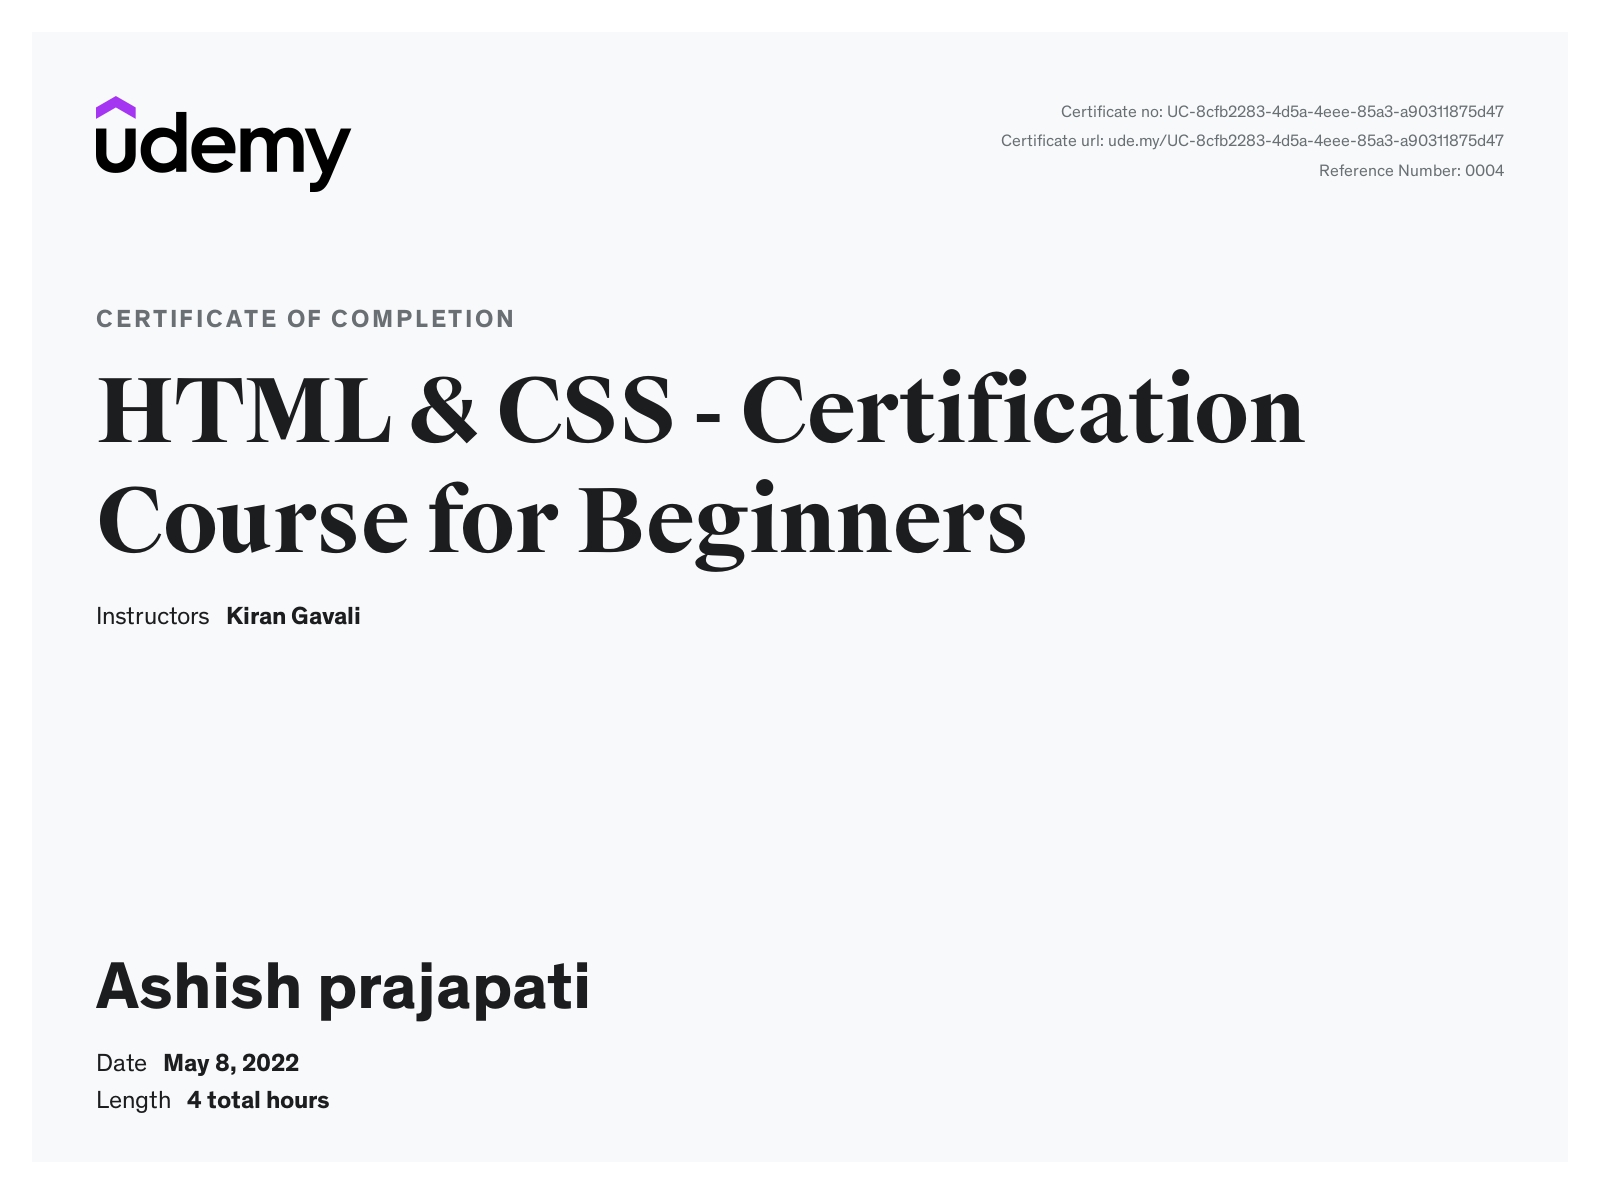 udemy
Certificate no: UC-8cfb2283-4d5a-4eee-85a3-a90311875d47
Certificate url: ude.my/UC-8cfb2283-4d5a-4eee-85a3-a90311875d47
Reference Number: 0004
CERTIFICATE OF COMPLETION
HTML & CSS - Certification
Course for Beginners
Instructors Kiran Gavali
Ashish prajapati
Date May 8, 2022
Length 4 total hours